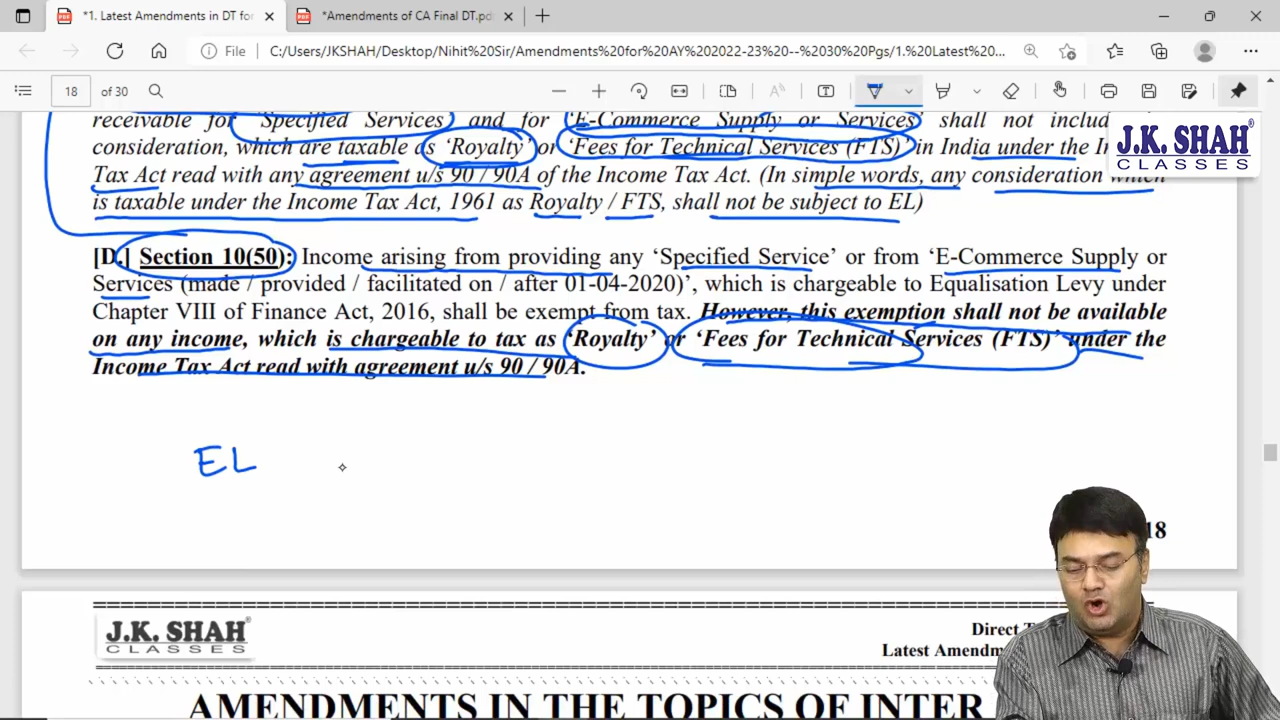 *1. Latest Amendments in DT for
*Amendments of CA Final DT.pd
File
C:/Users/JKSHAH/Desktop/Nihit%20Sir/Amendments%20for%20AY%202022-23%20--%2030%20Pgs/1.%20Latest%20...
18 of 30
receivable for 'Specified Services' and for 'E-Commerce Supply or Services' shall not include
J.K. SHAH®
CLASSES
consideration, which are taxable as 'Royalty' or 'Fees for Technical Services (FTS)' in India under the
Tax Act read with any agreement u/s 90 / 90A of the Income Tax Act. (In simple words, any consideration which
is taxable under the Income Tax Act, 1961 as Royalty / FTS, shall not be subject to EL)
[D.] Section 10(50): Income arising from providing any 'Specified Service' or from 'E-Commerce Supply or
Services (made / provided / facilitated on / after 01-04-2020)', which is chargeable to Equalisation Levy under
Chapter VIII of Finance Act, 2016, shall be exempt from tax. However, this exemption shall not be available
on any income, which is chargeable to tax as 'Royalty' or 'Fees for Technical Services (FTS)' under the
Income Tax Act read with agreement u/s 90 / 90A.
EL
18
J.K. SHAH
CLASSES
Direct
Latest
AMENDMENTS IN THE TOPICS OF INTER